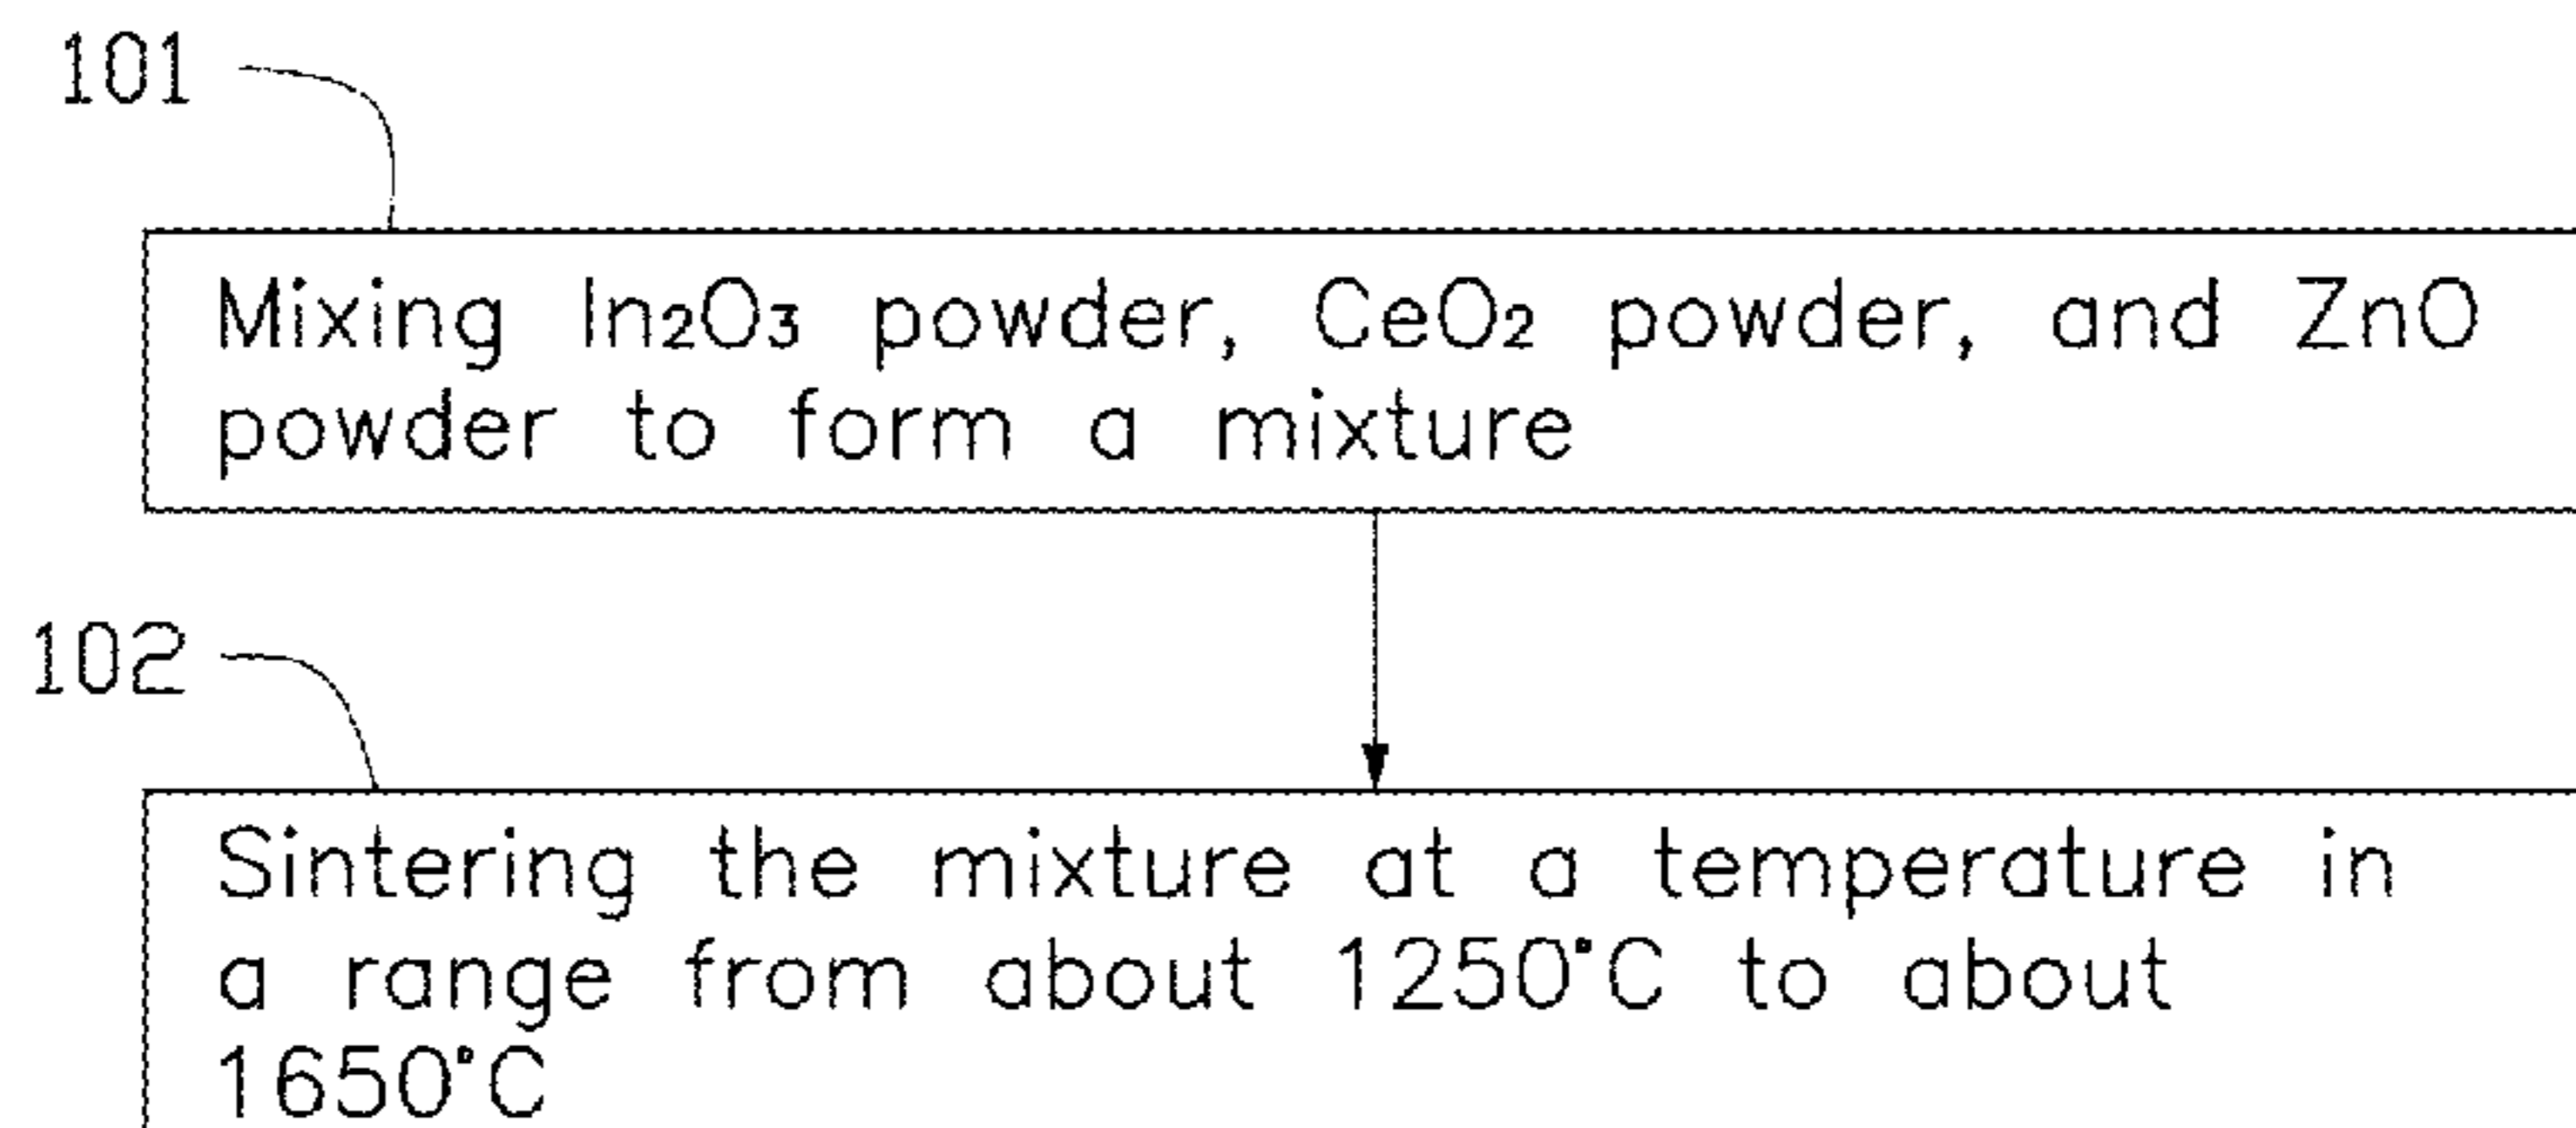 101
Mixing In₂O₃ powder, CeO₂ powder, and ZnO
powder to form a mixture
102
Sintering the mixture at a temperature in
a range from about 1250°C to about
1650°C